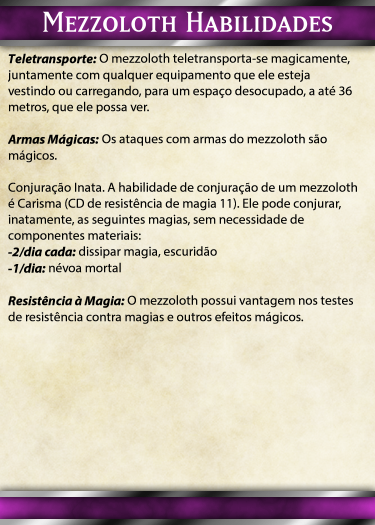 Mezzoloth Habilidades
Teletransporte: O mezzoloth teletransporta-se magicamente,
juntamente com qualquer equipamento que ele esteja
vestindo ou carregando, para um espaço desocupado, a até 36
metros, que ele possa ver.
Armas Mágicas: Os ataques com armas do mezzoloth são
mágicos.
Conjuração Inata. A habilidade de conjuração de um mezzoloth
é Carisma (CD de resistência de magia 11). Ele pode conjurar,
inatamente, as seguintes magias, sem necessidade de
componentes materiais:
-2/dia cada: dissipar magia, escuridão
-1/dia: névoa mortal
Resistência à Magia: O mezzoloth possui vantagem nos testes
de resistência contra magias e outros efeitos mágicos.